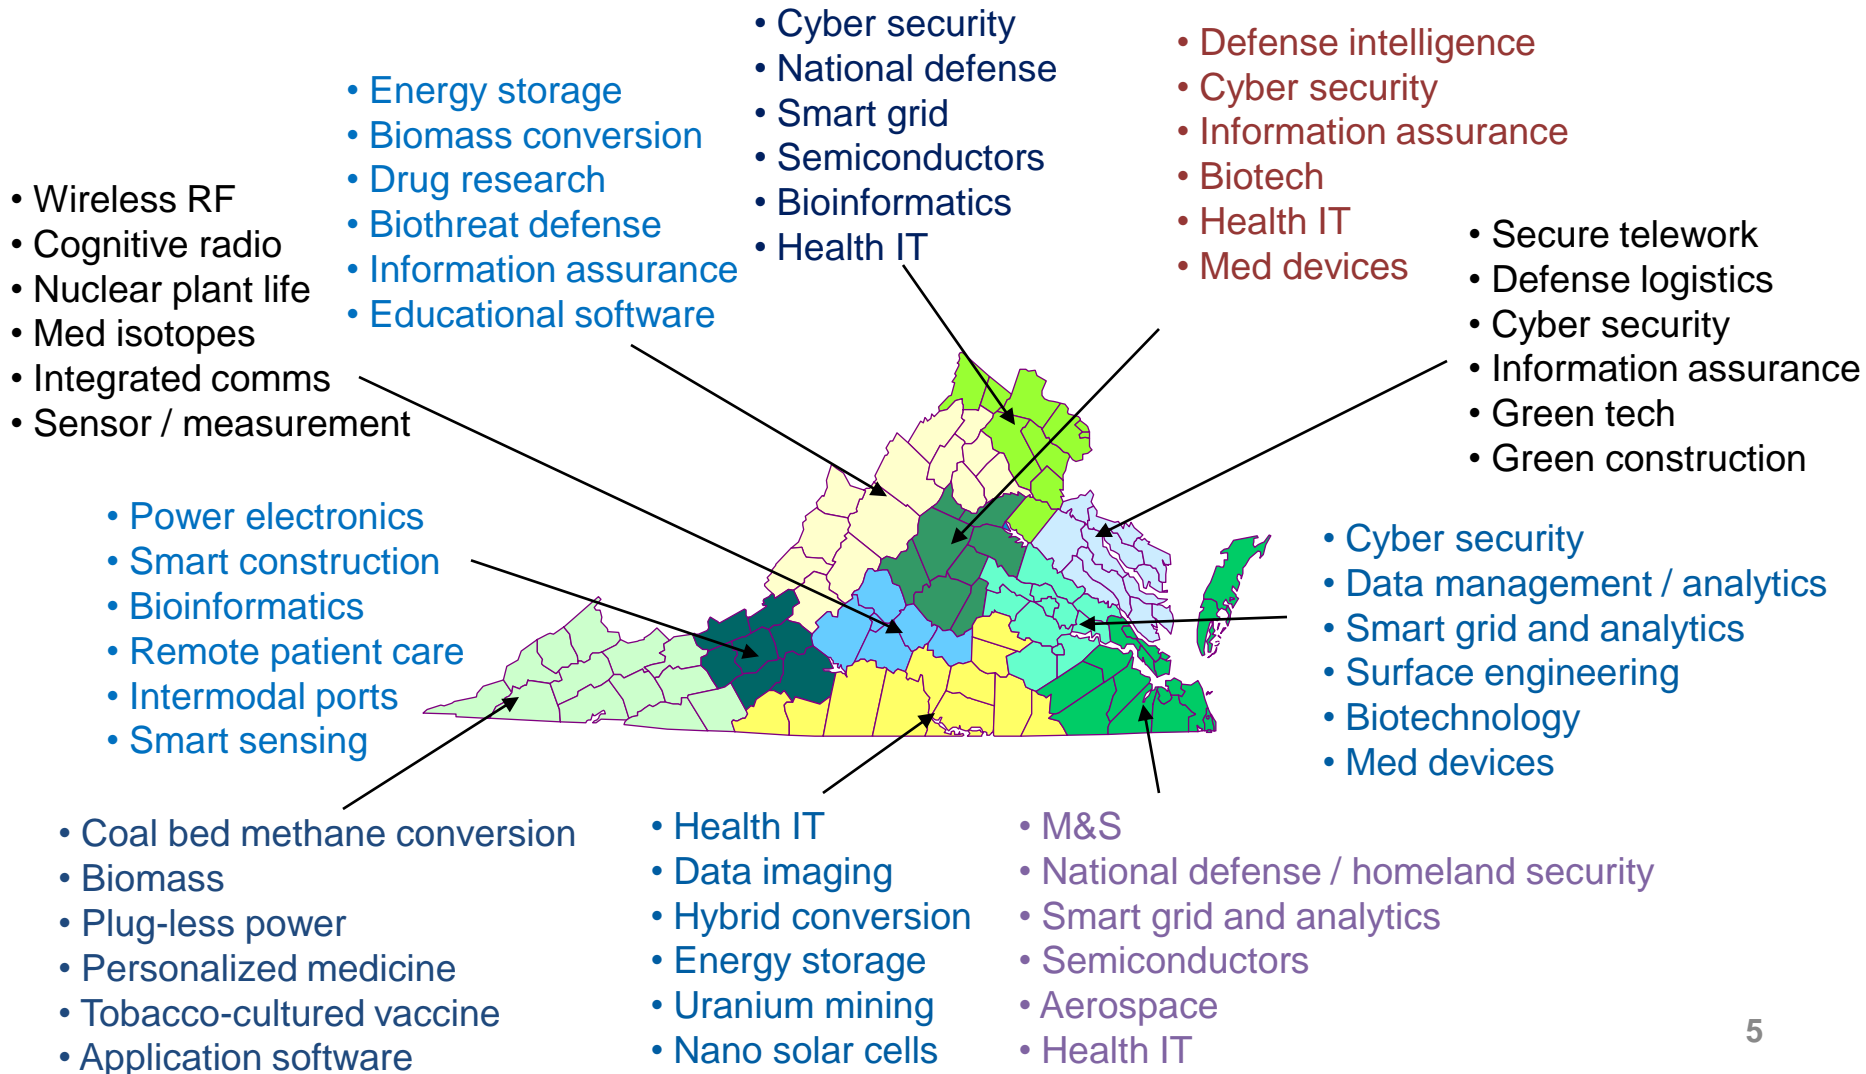 • Cyber security
• National defense
• Smart grid
• Semiconductors
• Bioinformatics
• Health IT
• Defense intelligence
• Cyber security
• Information assurance
• Biotech
• Health IT
• Med devices
• Energy storage
• Biomass conversion
• Drug research
• Biothreat defense
• Information assurance
• Educational software
• Wireless RF
• Cognitive radio
• Nuclear plant life
• Med isotopes
• Integrated comms
• Sensor / measurement
• Secure telework
• Defense logistics
• Cyber security
• Information assurance
• Green tech
• Green construction
• Power electronics
• Smart construction
• Bioinformatics
• Remote patient care
• Intermodal ports
• Smart sensing
• Cyber security
• Data management / analytics
• Smart grid and analytics
• Surface engineering
• Biotechnology
• Med devices
• Coal bed methane conversion
• Biomass
• Plug-less power
• Personalized medicine
• Tobacco-cultured vaccine
• Application software
• Health IT
• Data imaging
• Hybrid conversion
• Energy storage
• Uranium mining
• Nano solar cells
• M&S
• National defense / homeland security
• Smart grid and analytics
• Semiconductors
• Aerospace
• Health IT
5